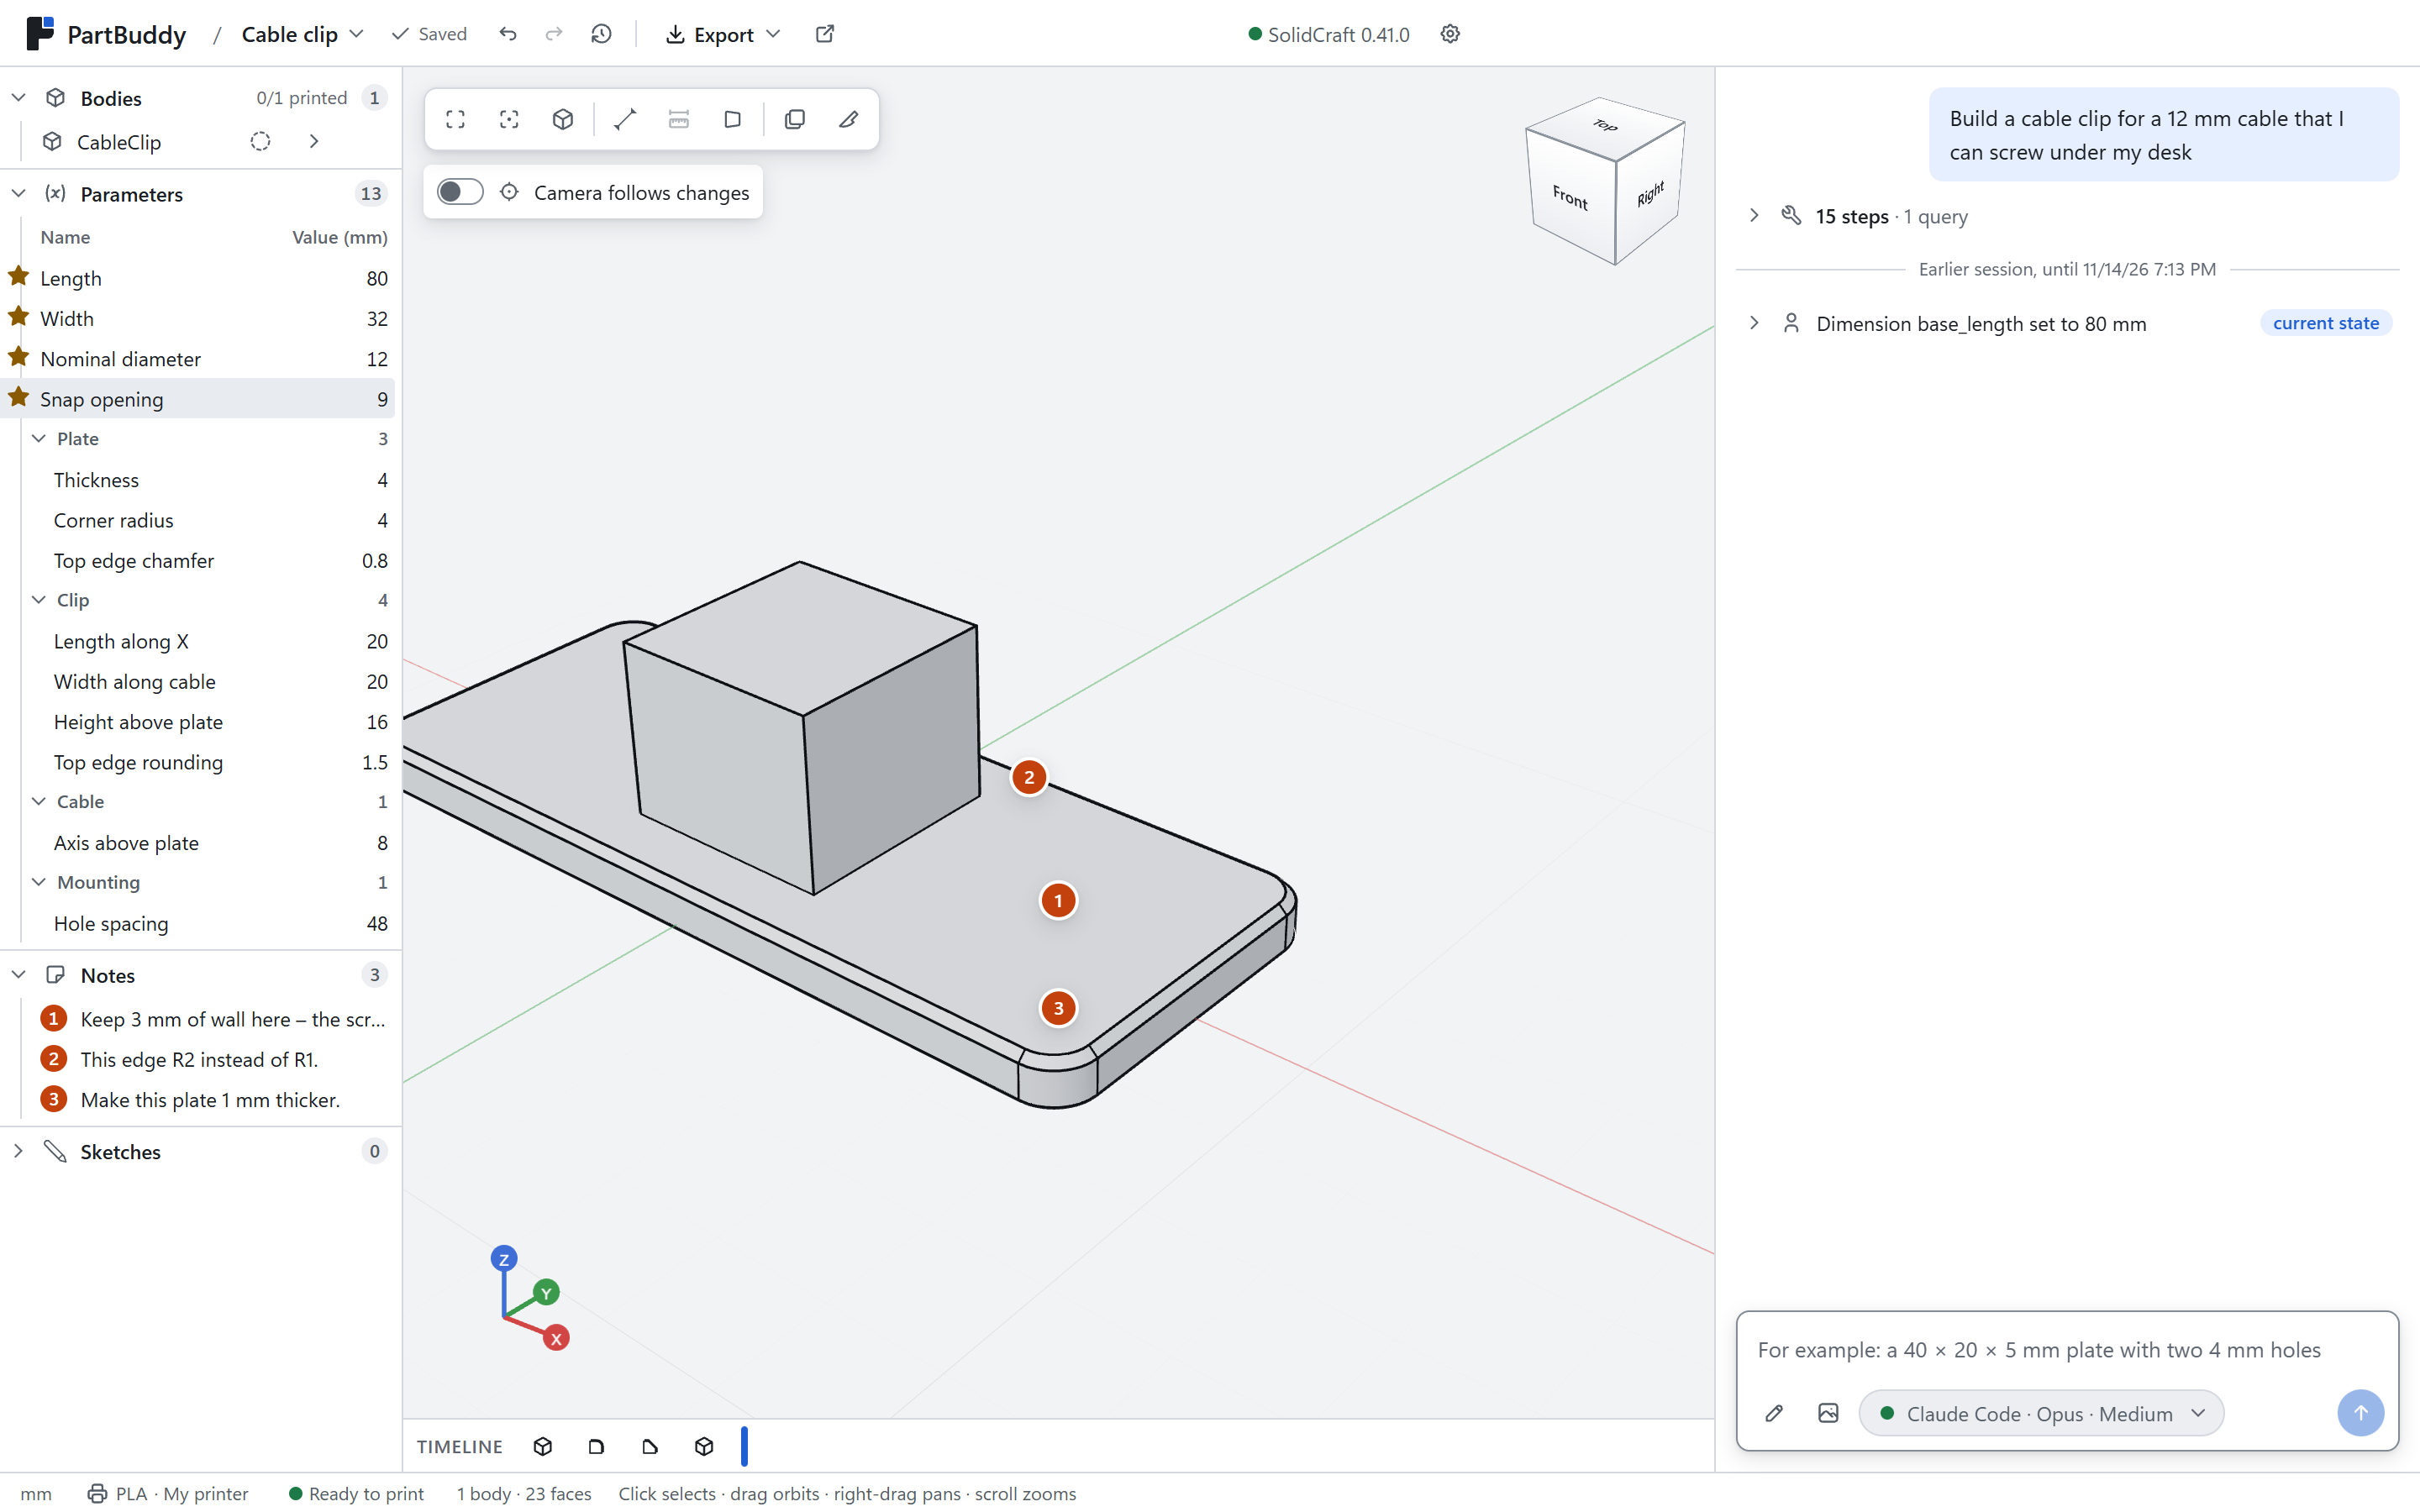 PartBuddy / Cable clip Saved Export SolidCraft 0.41.0
Bodies 0/1 printed 1
CableClip
Parameters 13
Name Value (mm)
Length 80
Width 32
Nominal diameter 12
Snap opening 9
Plate 3
Thickness 4
Corner radius 4
Top edge chamfer 0.8
Clip 4
Length along X 20
Width along cable 20
Height above plate 16
Top edge rounding 1.5
Cable 1
Axis above plate 8
Mounting 1
Hole spacing 48
Notes 3
1 Keep 3 mm of wall here – the scr...
2 This edge R2 instead of R1.
3 Make this plate 1 mm thicker.
Sketches 0
Camera follows changes
Top
Front
Right
2
1
3
Z
Y
X
TIMELINE
Build a cable clip for a 12 mm cable that I
can screw under my desk
15 steps · 1 query
Earlier session, until 11/14/26 7:13 PM
Dimension base_length set to 80 mm current state
For example: a 40 × 20 × 5 mm plate with two 4 mm holes
Claude Code · Opus · Medium
mm PLA · My printer Ready to print 1 body · 23 faces Click selects · drag orbits · right-drag pans · scroll zooms